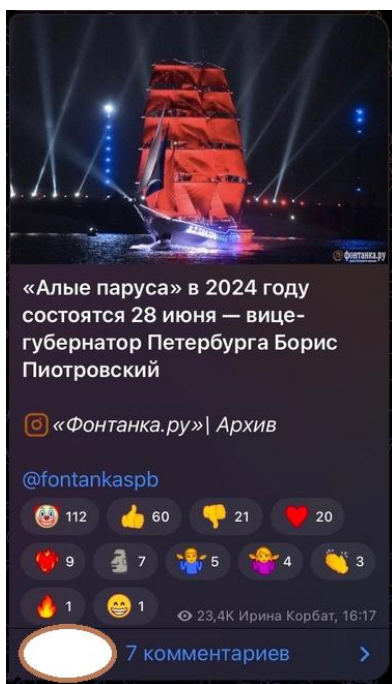 фонтанка.ру
«Алые паруса» в 2024 году
состоятся 28 июня — вице-
губернатор Петербурга Борис
Пиотровский
«Фонтанка.ру»| Архив
@fontankaspb
112 60 21 20
9 7 5 4 3
1 1 23,4K Ирина Корбат, 16:17
7 комментариев